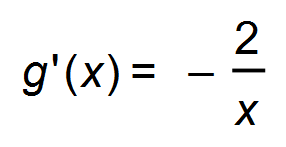 g'(x) = - 2/x